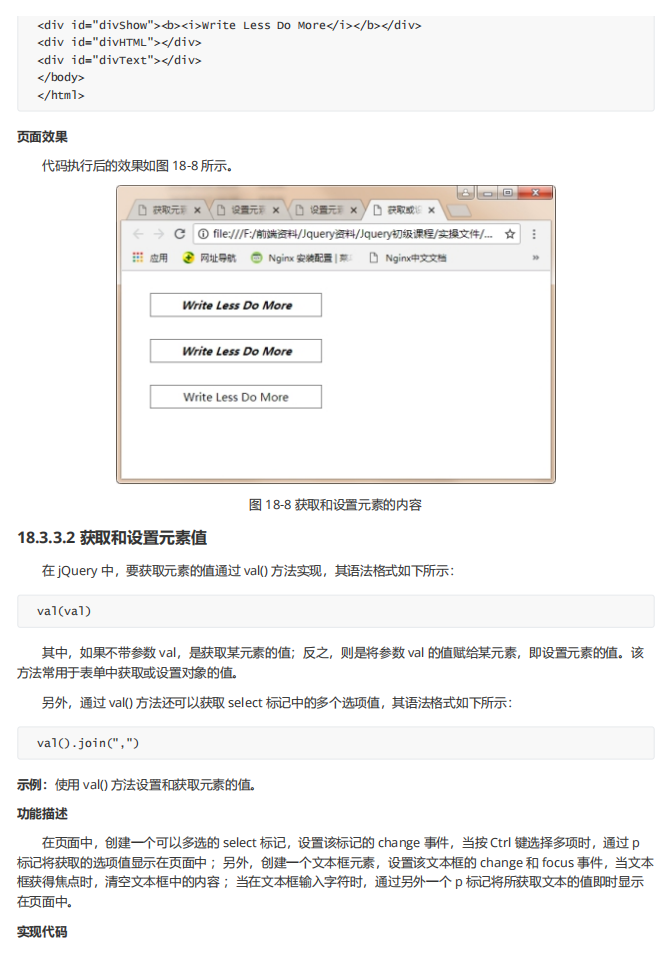 <div id="divShow"><b><i>Write Less Do More</i></b></div>
<div id="divHTML"></div>
<div id="divText"></div>
</body>
</html>
页面效果
代码执行后的效果如图 18-8 所示。
获取元 设置元 设置元 获取或
file:///F:/前端资料/Jquery资料/Jquery初级课程/实操文件/...
应用 网址导航 Nginx 安装配置 | Nginx中文文档 »
Write Less Do More
Write Less Do More
Write Less Do More
图 18-8 获取和设置元素的内容
18.3.3.2 获取和设置元素值
在 jQuery 中，要获取元素的值通过 val() 方法实现，其语法格式如下所示：
val(val)
其中，如果不带参数 val，是获取某元素的值；反之，则是将参数 val 的值赋给某元素，即设置元素的值。该
方法常用于表单中获取或设置对象的值。
另外，通过 val() 方法还可以获取 select 标记中的多个选项值，其语法格式如下所示：
val().join(",")
示例：使用 val() 方法设置和获取元素的值。
功能描述
在页面中，创建一个可以多选的 select 标记，设置该标记的 change 事件，当按 Ctrl 键选择多项时，通过 p
标记将获取的选项值显示在页面中 ；另外，创建一个文本框元素，设置该文本框的 change 和 focus 事件，当文本
框获得焦点时，清空文本框中的内容 ；当在文本框输入字符时，通过另外一个 p 标记将所获取文本的值即时显示
在页面中。
实现代码